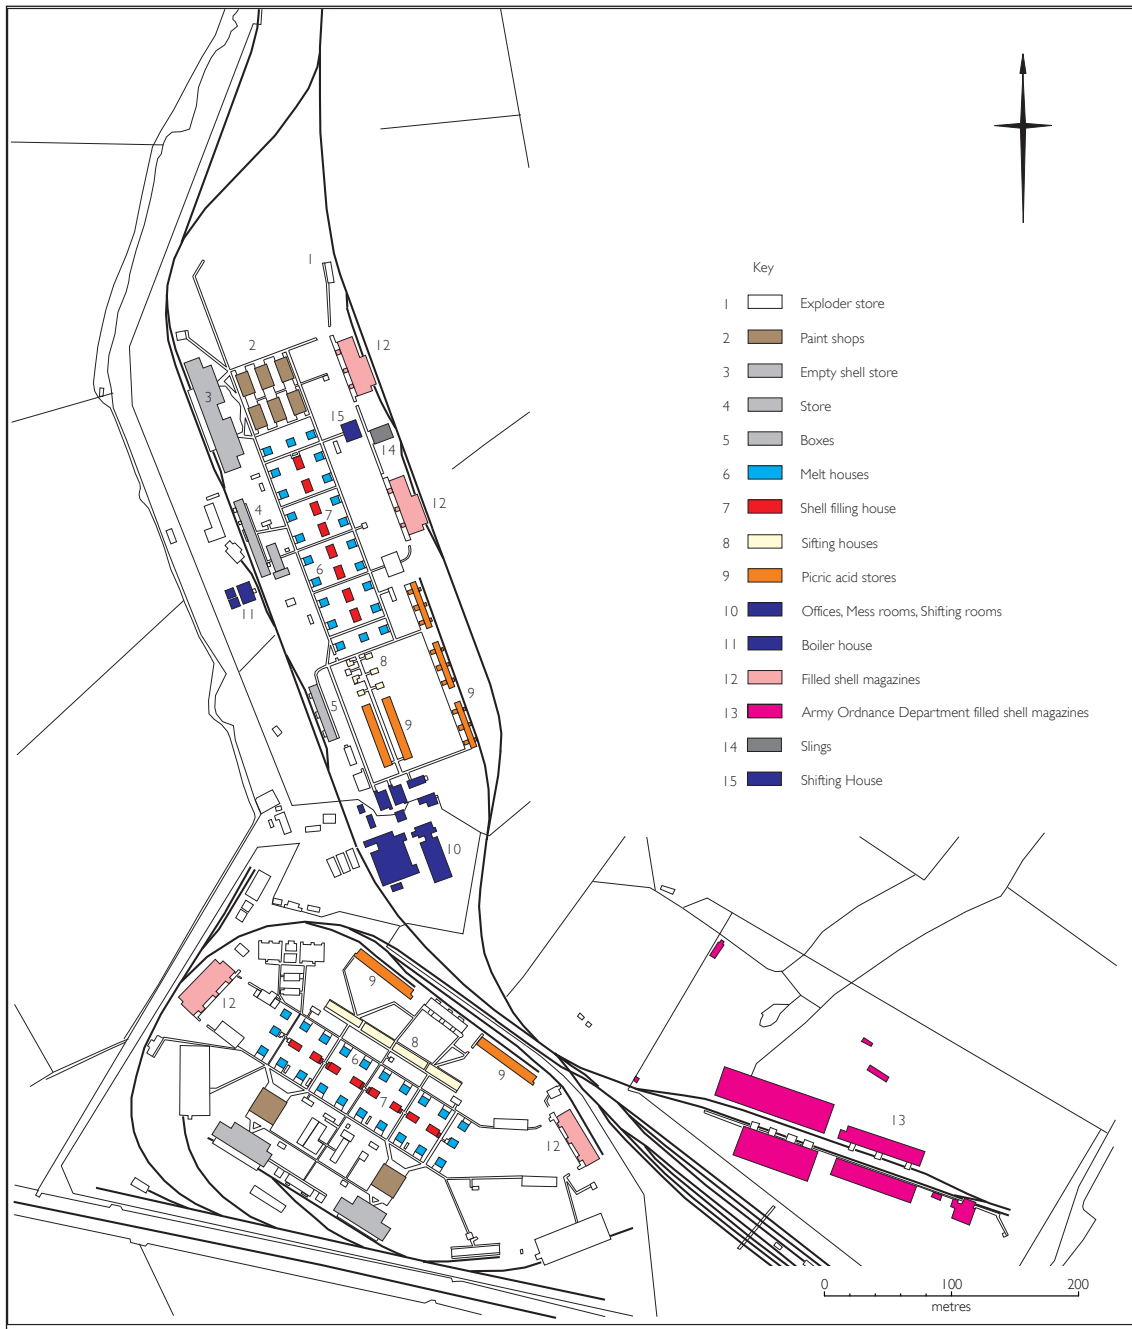 1
2
12
3
15
14
4
12
7
6
11
8
5
9
9
10
9
12
6
8
9
7
12
13
Key
1 Exploder store
2 Paint shops
3 Empty shell store
4 Store
5 Boxes
6 Melt houses
7 Shell filling house
8 Sifting houses
9 Picric acid stores
10 Offices, Mess rooms, Shifting rooms
11 Boiler house
12 Filled shell magazines
13 Army Ordnance Department filled shell magazines
14 Slings
15 Shifting House
0 100 200
metres